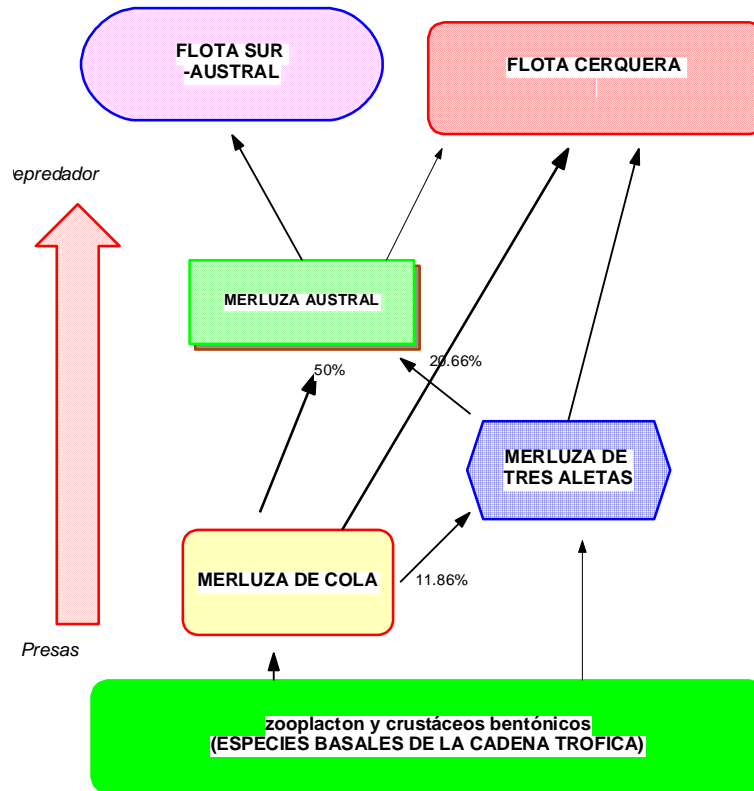 FLOTA SUR
-AUSTRAL
FLOTA CERQUERA
epredador
MERLUZA AUSTRAL
50%
20.66%
MERLUZA DE
TRES ALETAS
MERLUZA DE COLA
11.86%
Presas
zooplacton y crustáceos bentónicos
(ESPECIES BASALES DE LA CADENA TROFICA)